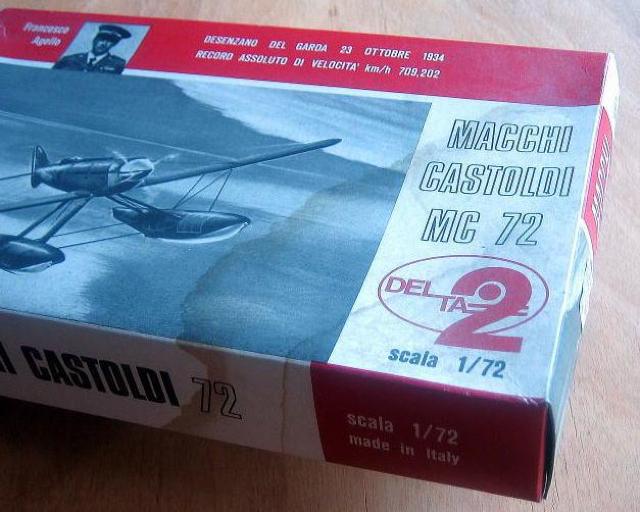 Francesco
Agello
DESENZANO DEL GARDA 23 OTTOBRE 1934
RECORD ASSOLUTO DI VELOCITA' km/h 709,202
MACCHI
CASTOLDI
MC 72
DELTA 2
scala 1/72
CASTOLDI 72
scala 1/72
made in Italy